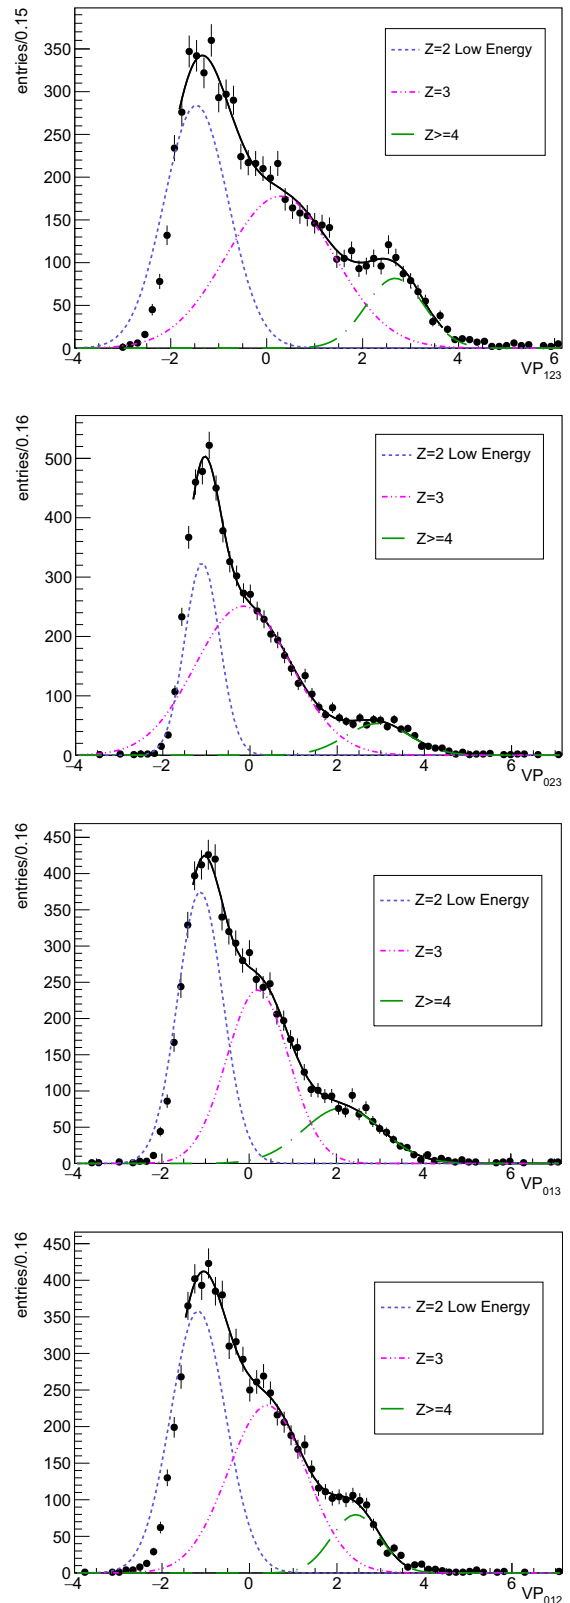 entries/0.15
350
300
250
200
150
100
50
0
Z=2 Low Energy
Z=3
Z>=4
−4 −2 0 2 4 6
VP123
entries/0.16
500
400
300
200
100
0
Z=2 Low Energy
Z=3
Z>=4
−4 −2 0 2 4 6
VP023
entries/0.16
450
400
350
300
250
200
150
100
50
0
Z=2 Low Energy
Z=3
Z>=4
−4 −2 0 2 4 6
VP013
entries/0.16
450
400
350
300
250
200
150
100
50
0
Z=2 Low Energy
Z=3
Z>=4
−4 −2 0 2 4 6
VP012